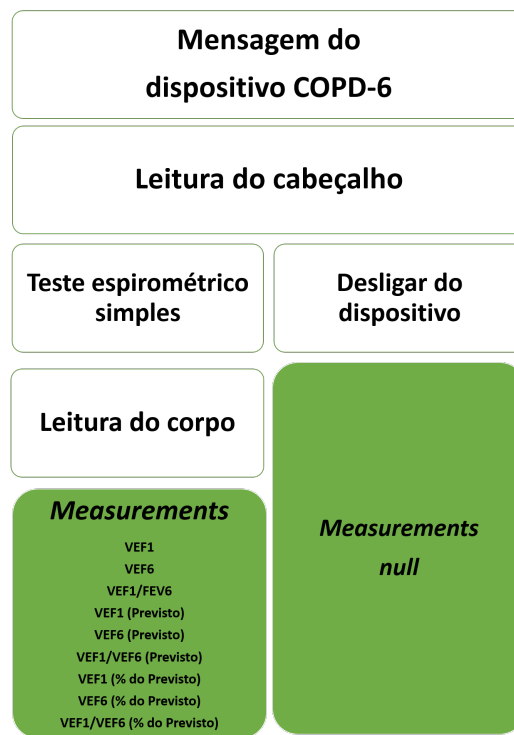 Mensagem do
dispositivo COPD-6
Leitura do cabeçalho
Teste espirométrico
simples
Desligar do
dispositivo
Leitura do corpo
Measurements
VEF1
VEF6
VEF1/FEV6
VEF1 (Previsto)
VEF6 (Previsto)
VEF1/VEF6 (Previsto)
VEF1 (% do Previsto)
VEF6 (% do Previsto)
VEF1/VEF6 (% do Previsto)
Measurements
null